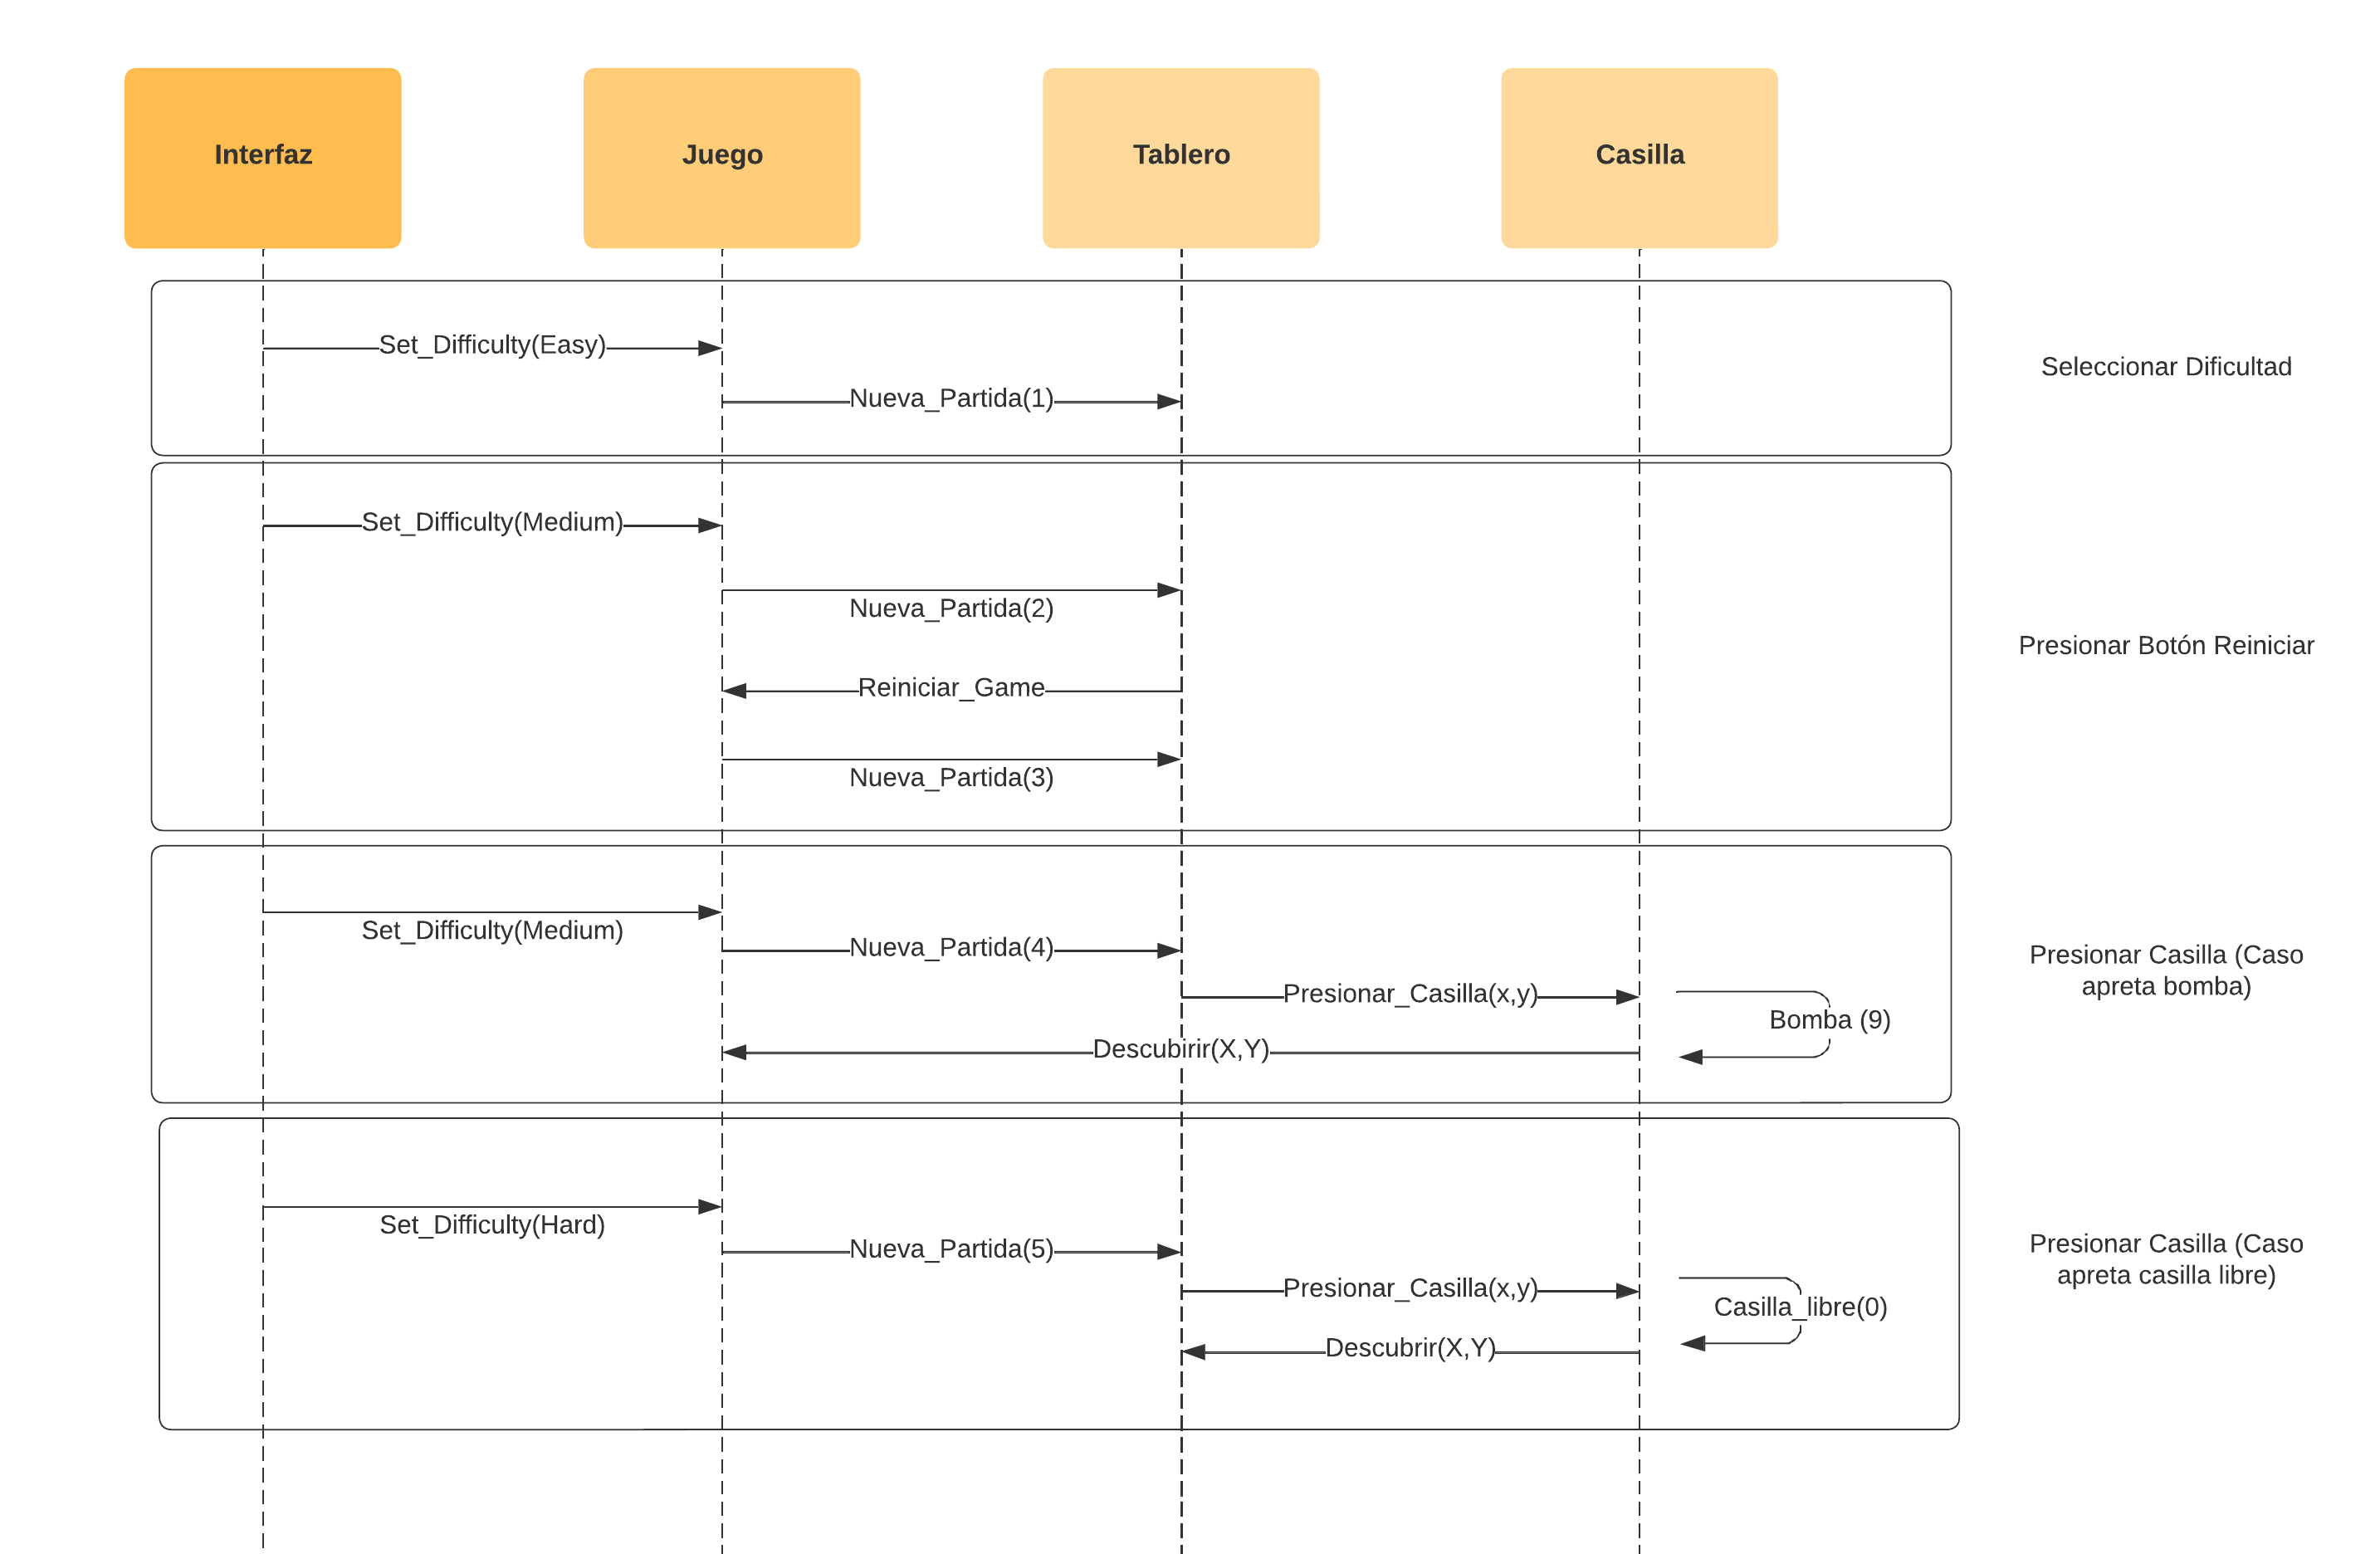 Interfaz
Juego
Tablero
Casilla
Set_Difficulty(Easy)
Seleccionar Dificultad
Nueva_Partida(1)
Set_Difficulty(Medium)
Nueva_Partida(2)
Presionar Botón Reiniciar
Reiniciar_Game
Nueva_Partida(3)
Set_Difficulty(Medium)
Nueva_Partida(4)
Presionar Casilla (Caso
apreta bomba)
Presionar_Casilla(x,y)
Bomba (9)
Descubirir(X,Y)
Set_Difficulty(Hard)
Nueva_Partida(5)
Presionar Casilla (Caso
apreta casilla libre)
Presionar_Casilla(x,y)
Casilla_libre(0)
Descubrir(X,Y)